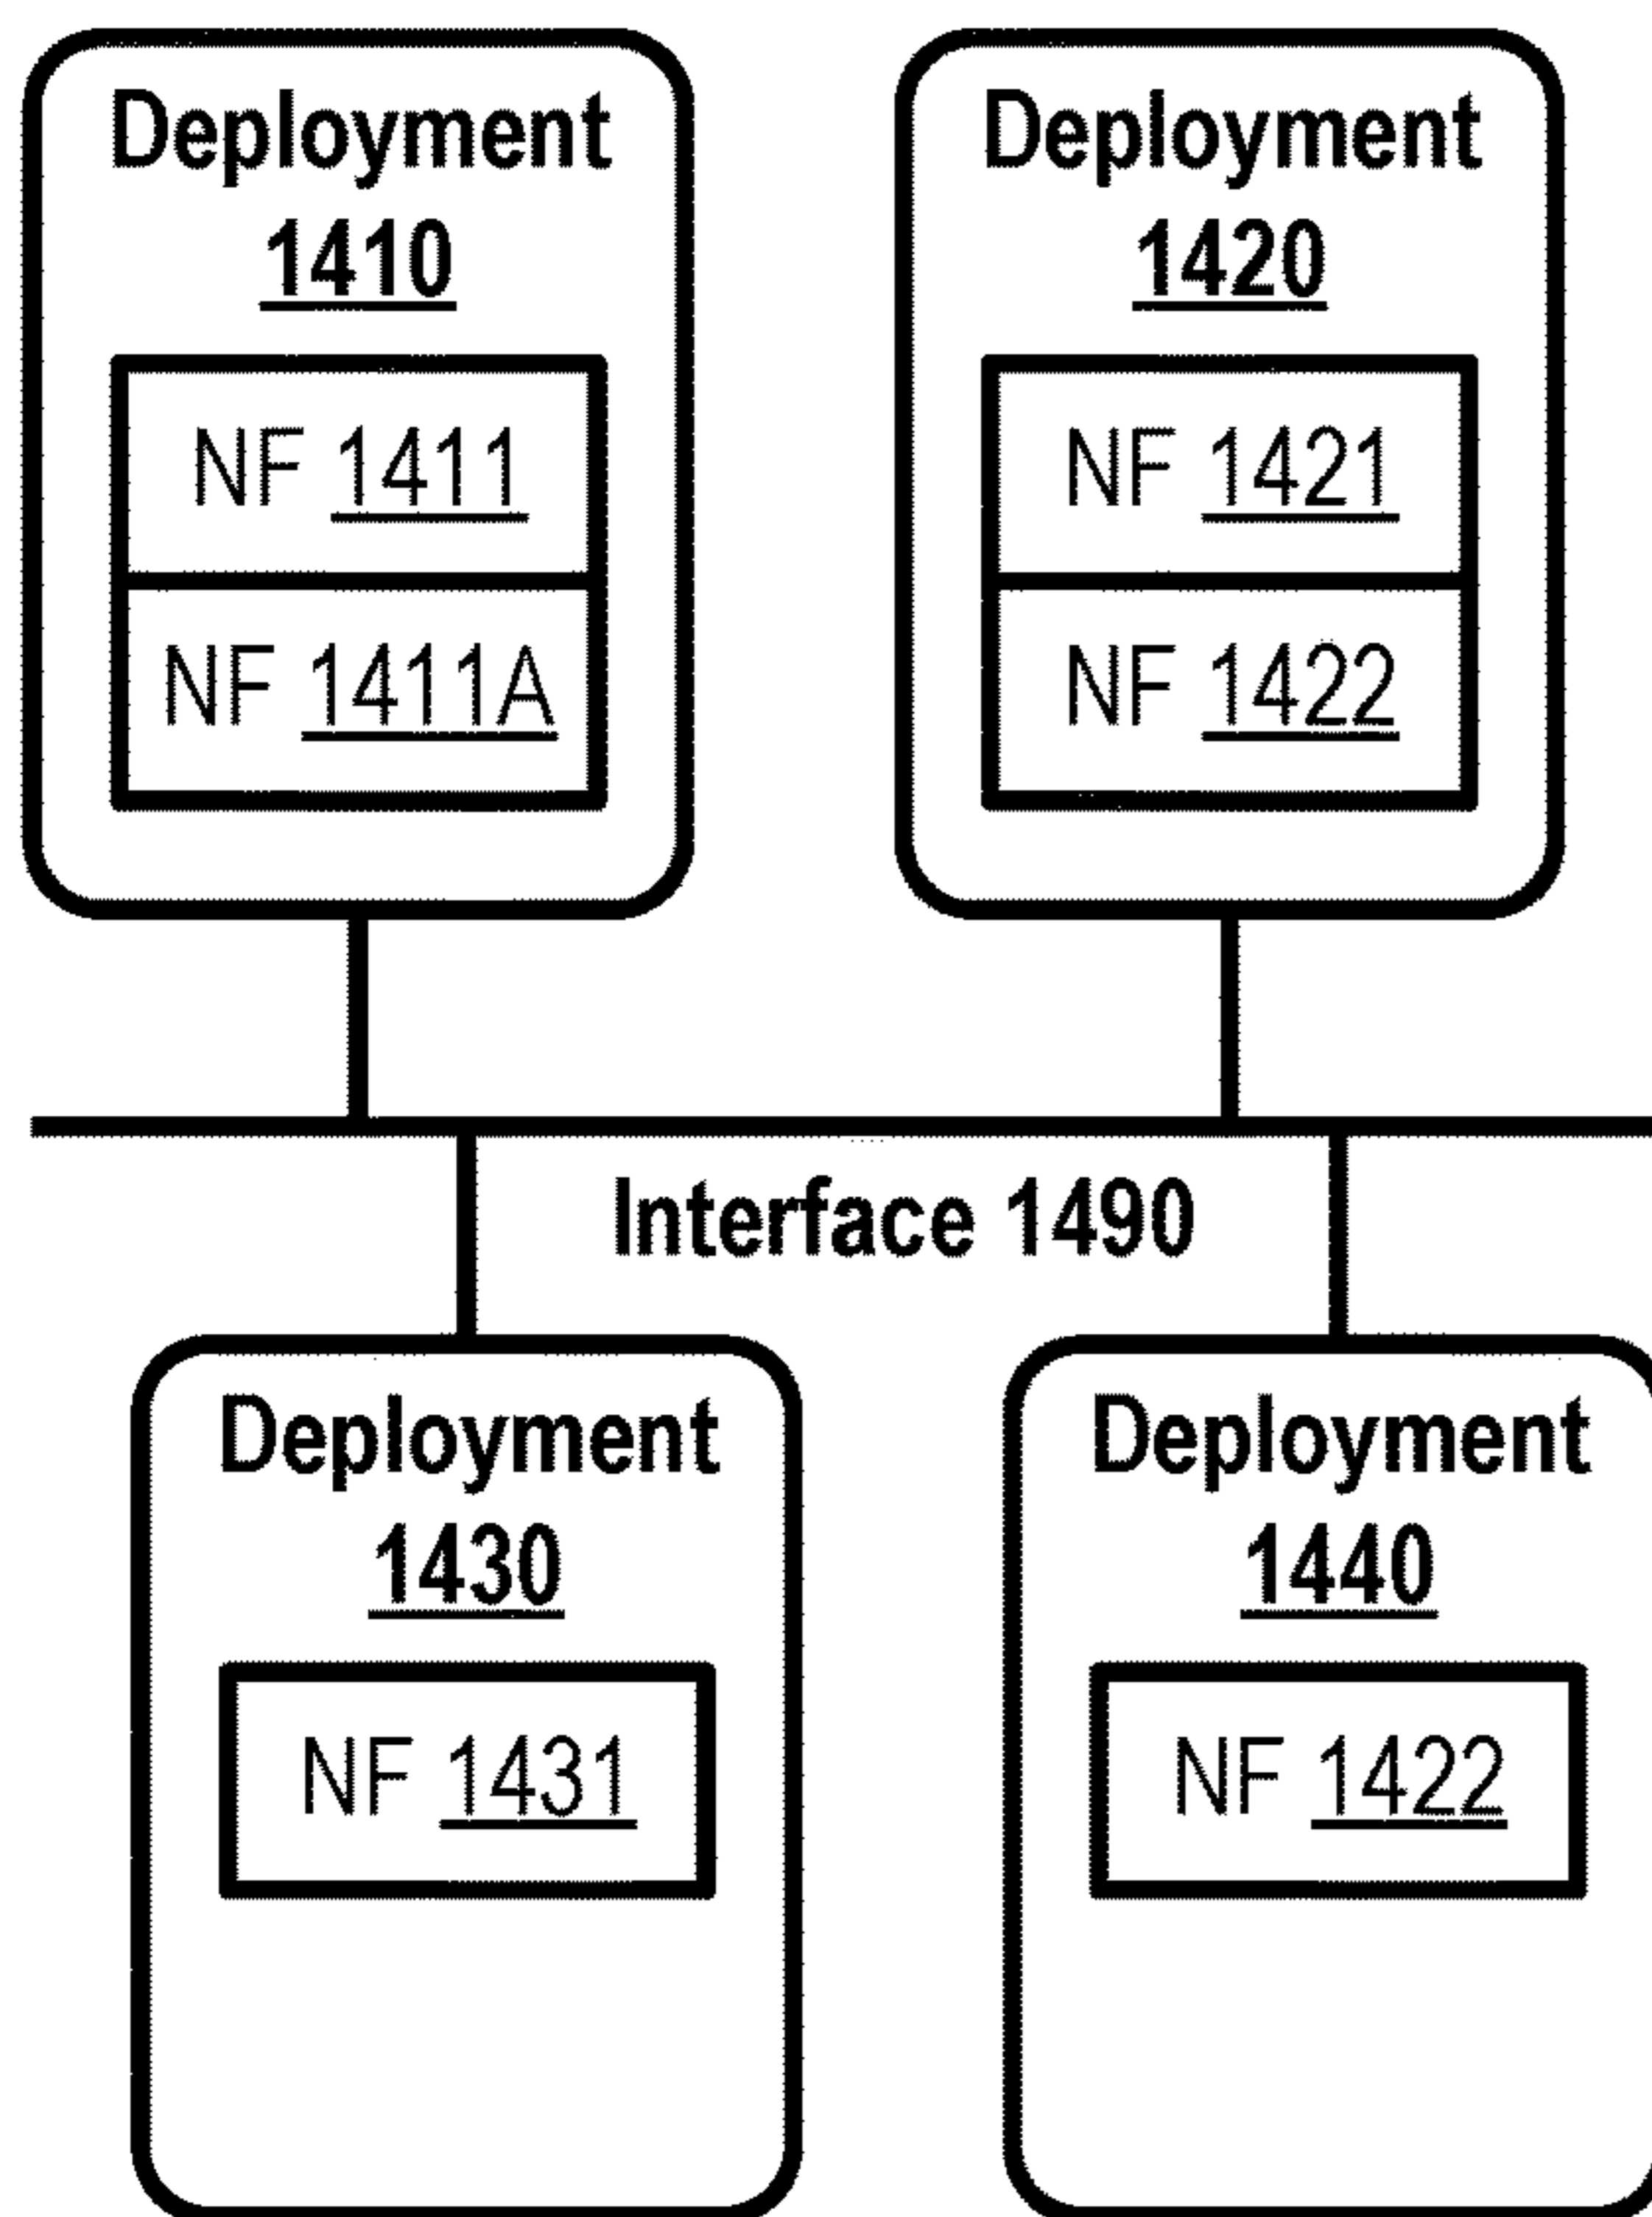 Deployment
1410
NF 1411
NF 1411A
Deployment
1420
NF 1421
NF 1422
Interface 1490
Deployment
1430
NF 1431
Deployment
1440
NF 1422